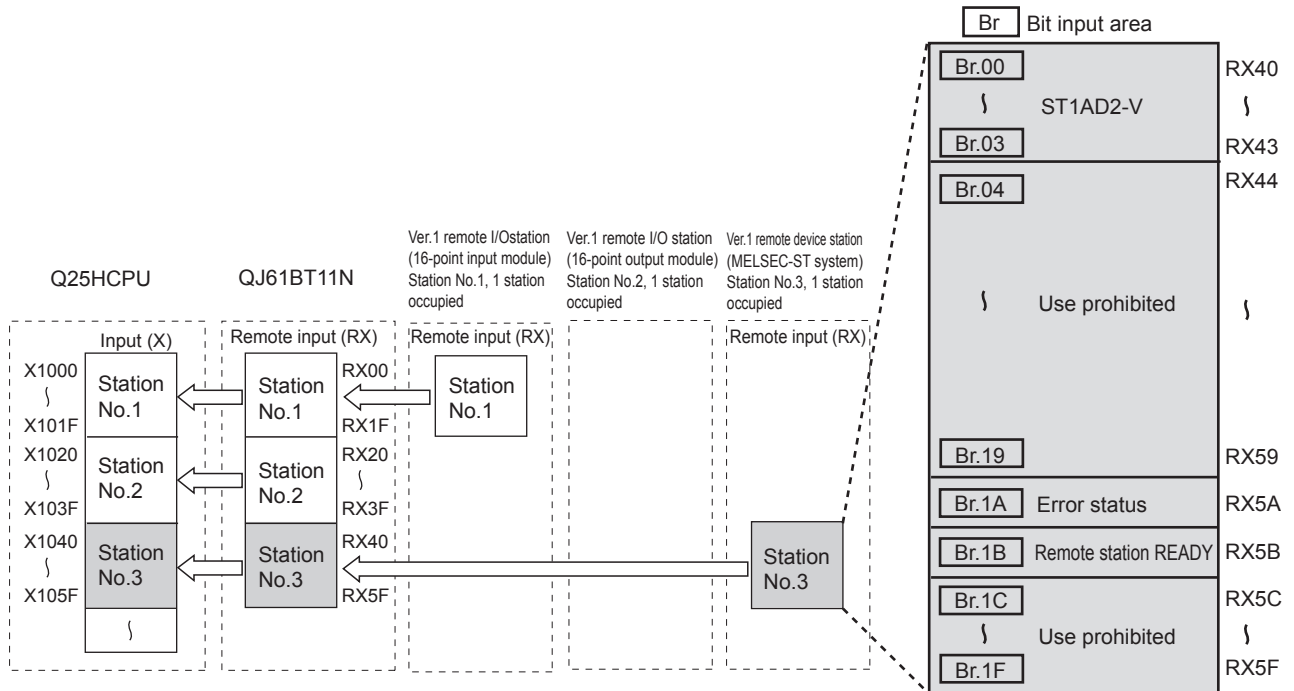 Br Bit input area
Br.00 RX40
ST1AD2-V
Br.03 RX43
Br.04 RX44
Use prohibited
Br.19 RX59
Br.1A Error status RX5A
Br.1B Remote station READY RX5B
Br.1C RX5C
Use prohibited
Br.1F RX5F
Q25HCPU
QJ61BT11N
Ver.1 remote I/Ostation
(16-point input module)
Station No.1, 1 station
occupied
Ver.1 remote I/O station
(16-point output module)
Station No.2, 1 station
occupied
Ver.1 remote device station
(MELSEC-ST system)
Station No.3, 1 station
occupied
Input (X)
Remote input (RX)
Remote input (RX)
Remote input (RX)
X1000
X101F
Station
No.1
Station
No.1
RX00
RX1F
Station
No.1
X1020
X103F
Station
No.2
Station
No.2
RX20
RX3F
X1040
X105F
Station
No.3
Station
No.3
RX40
RX5F
Station
No.3